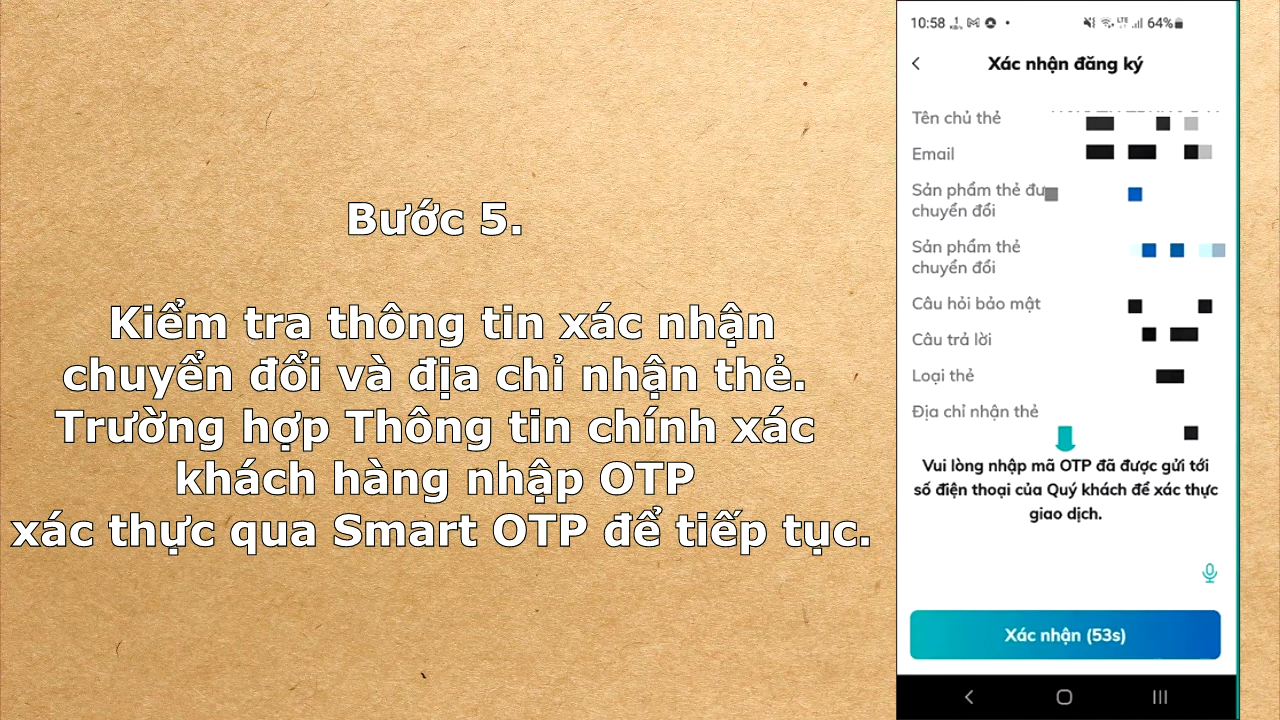 Bước 5.
Kiểm tra thông tin xác nhận
chuyển đổi và địa chỉ nhận thẻ.
Trường hợp Thông tin chính xác
khách hàng nhập OTP
xác thực qua Smart OTP để tiếp tục.
10:58
LTE
64%
Xác nhận đăng ký
Tên chủ thẻ
Email
Sản phẩm thẻ đư
chuyển đổi
Sản phẩm thẻ
chuyển đổi
Câu hỏi bảo mật
Câu trả lời
Loại thẻ
Địa chỉ nhận thẻ
Vui lòng nhập mã OTP đã được gửi tới
số điện thoại của Quý khách để xác thực
giao dịch.
Xác nhận (53s)